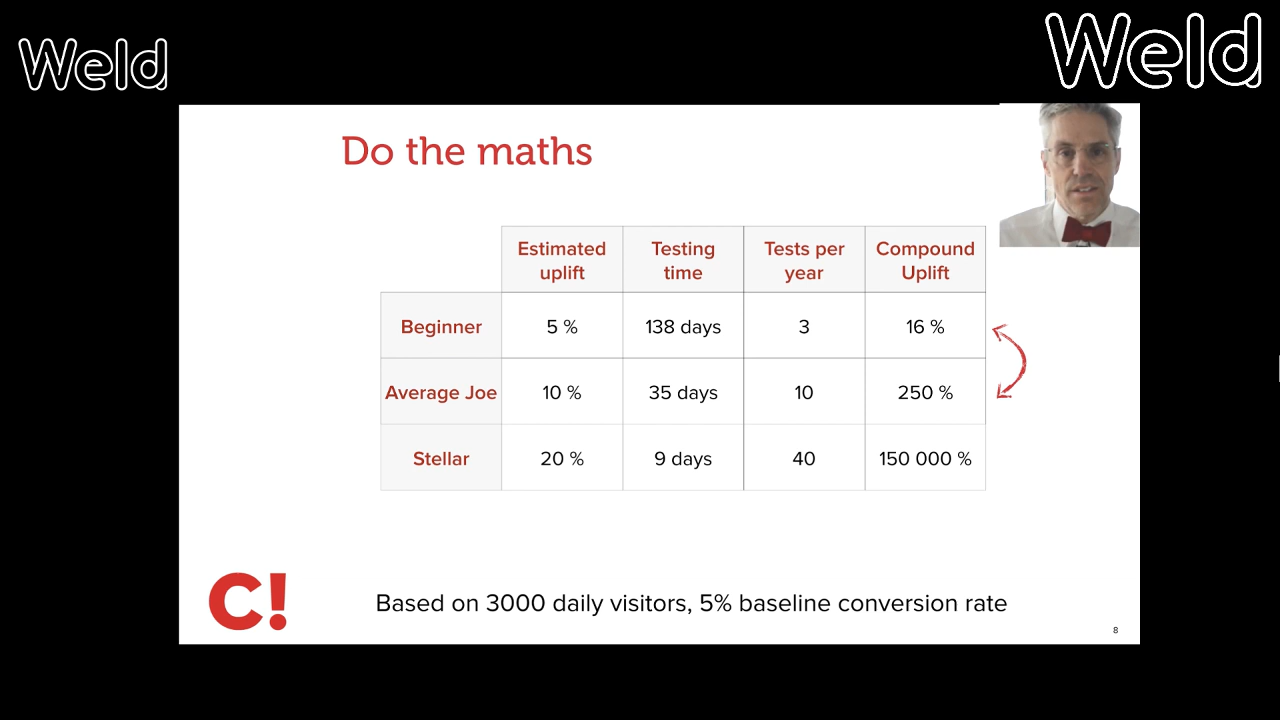 Weld
Weld
Do the maths
Estimated uplift
Testing time
Tests per year
Compound Uplift
Beginner
5 %
138 days
3
16 %
Average Joe
10 %
35 days
10
250 %
Stellar
20 %
9 days
40
150 000 %
C!
Based on 3000 daily visitors, 5% baseline conversion rate
8